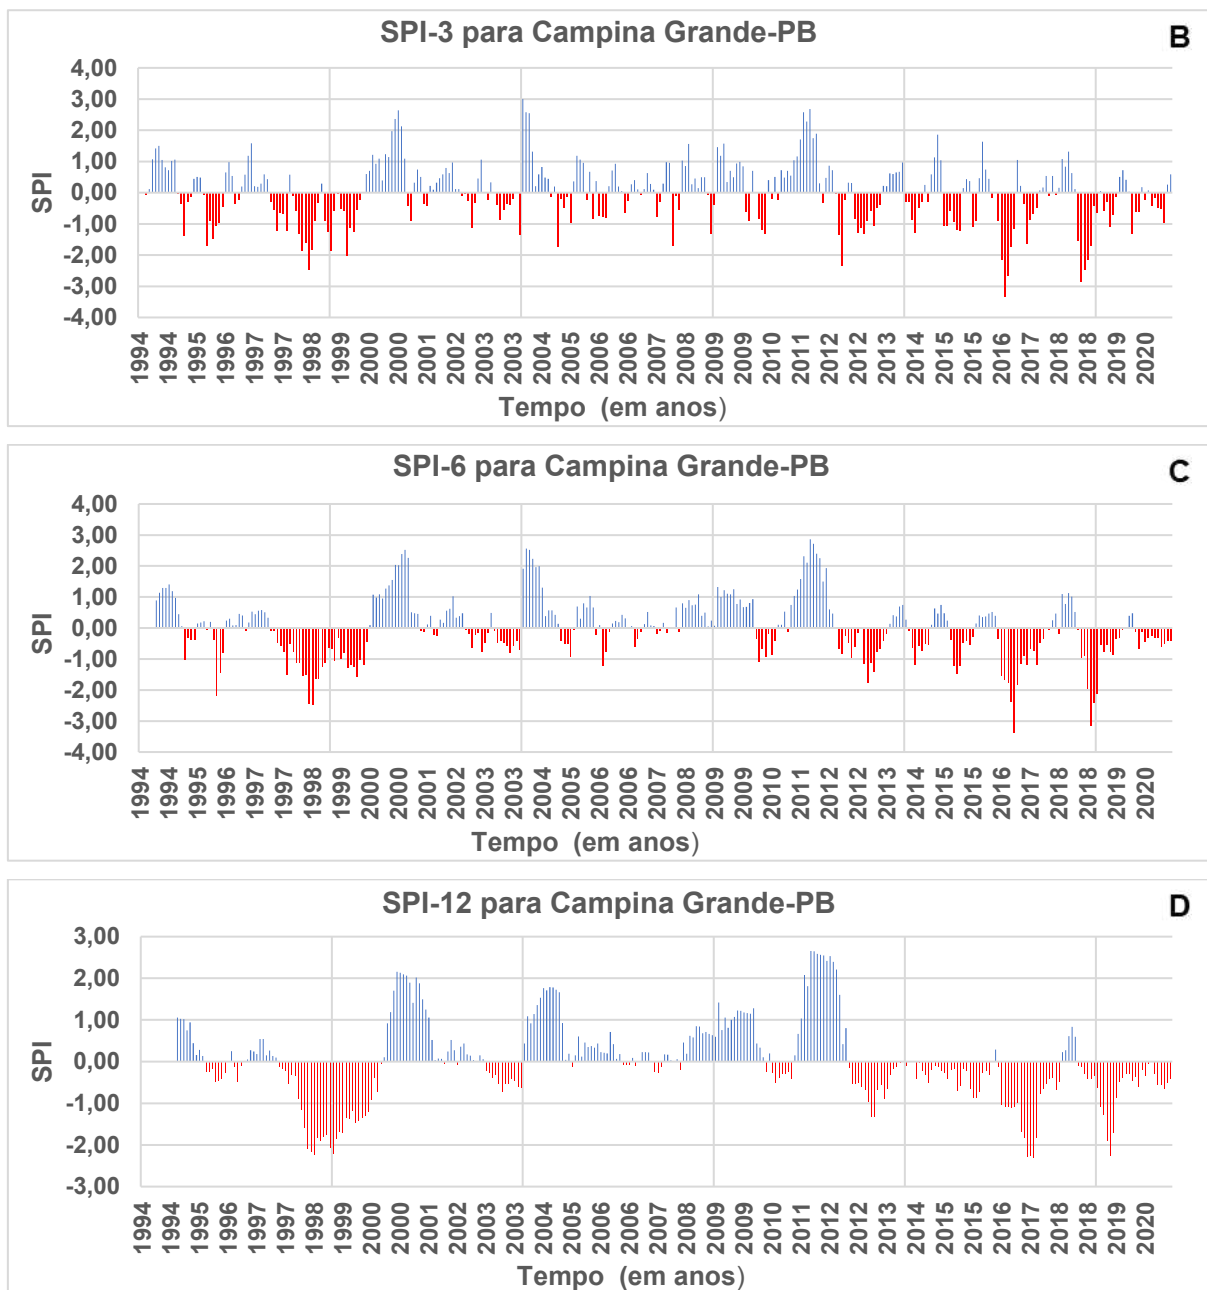 SPI-3 para Campina Grande-PB
B
4,00
3,00
2,00
1,00
0,00
-1,00
-2,00
-3,00
-4,00
SPI
1994 1994 1995 1996 1997 1997 1998 1999 2000 2000 2001 2002 2003 2003 2004 2005 2006 2006 2007 2008 2009 2009 2010 2011 2012 2012 2013 2014 2015 2015 2016 2017 2018 2018 2019 2020
Tempo (em anos)
SPI-6 para Campina Grande-PB
C
4,00
3,00
2,00
1,00
0,00
-1,00
-2,00
-3,00
-4,00
SPI
1994 1994 1995 1996 1997 1997 1998 1999 2000 2000 2001 2002 2003 2003 2004 2005 2006 2006 2007 2008 2009 2009 2010 2011 2012 2012 2013 2014 2015 2015 2016 2017 2018 2018 2019 2020
Tempo (em anos)
SPI-12 para Campina Grande-PB
D
3,00
2,00
1,00
0,00
-1,00
-2,00
-3,00
SPI
1994 1994 1995 1996 1997 1997 1998 1999 2000 2000 2001 2002 2003 2003 2004 2005 2006 2006 2007 2008 2009 2009 2010 2011 2012 2012 2013 2014 2015 2015 2016 2017 2018 2018 2019 2020
Tempo (em anos)